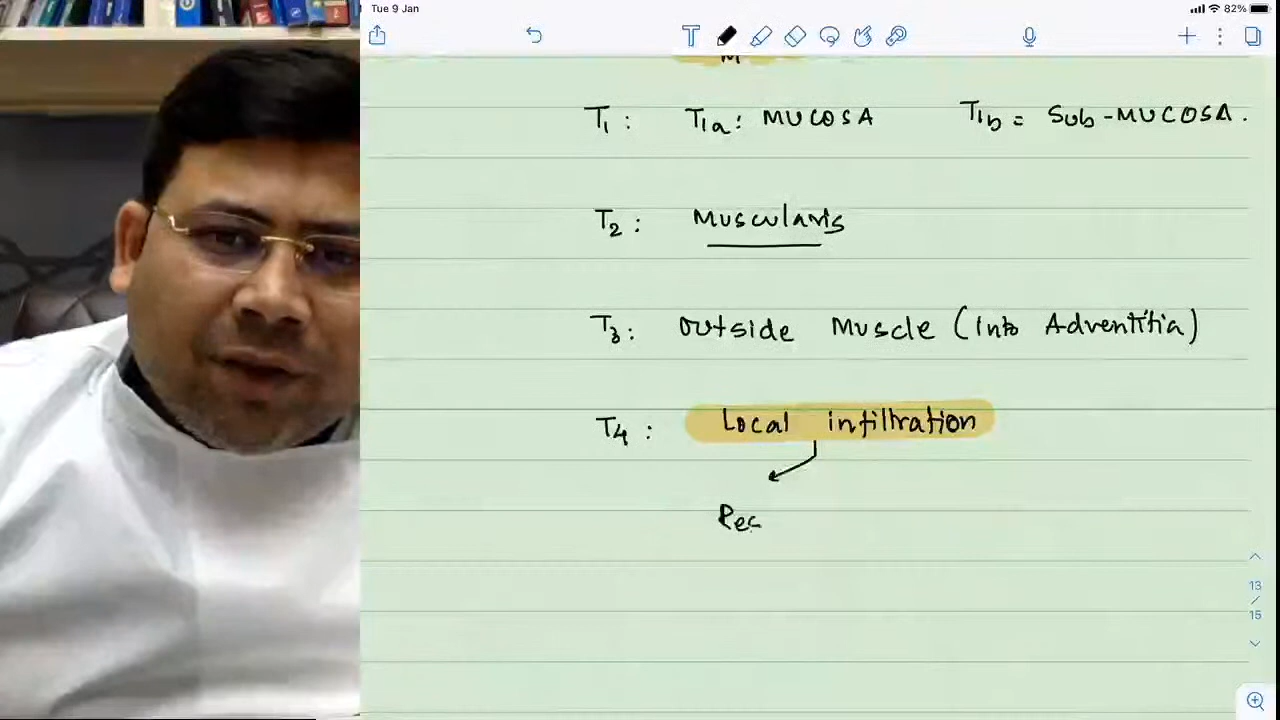 Tue 9 Jan
82%
M
T1 : T1a : MUCOSA T1b = Sub-MUCOSA.
T2 : Muscularis
T3 : Outside Muscle (into Adventitia)
T4 : Local infiltration
Res
13
/
15